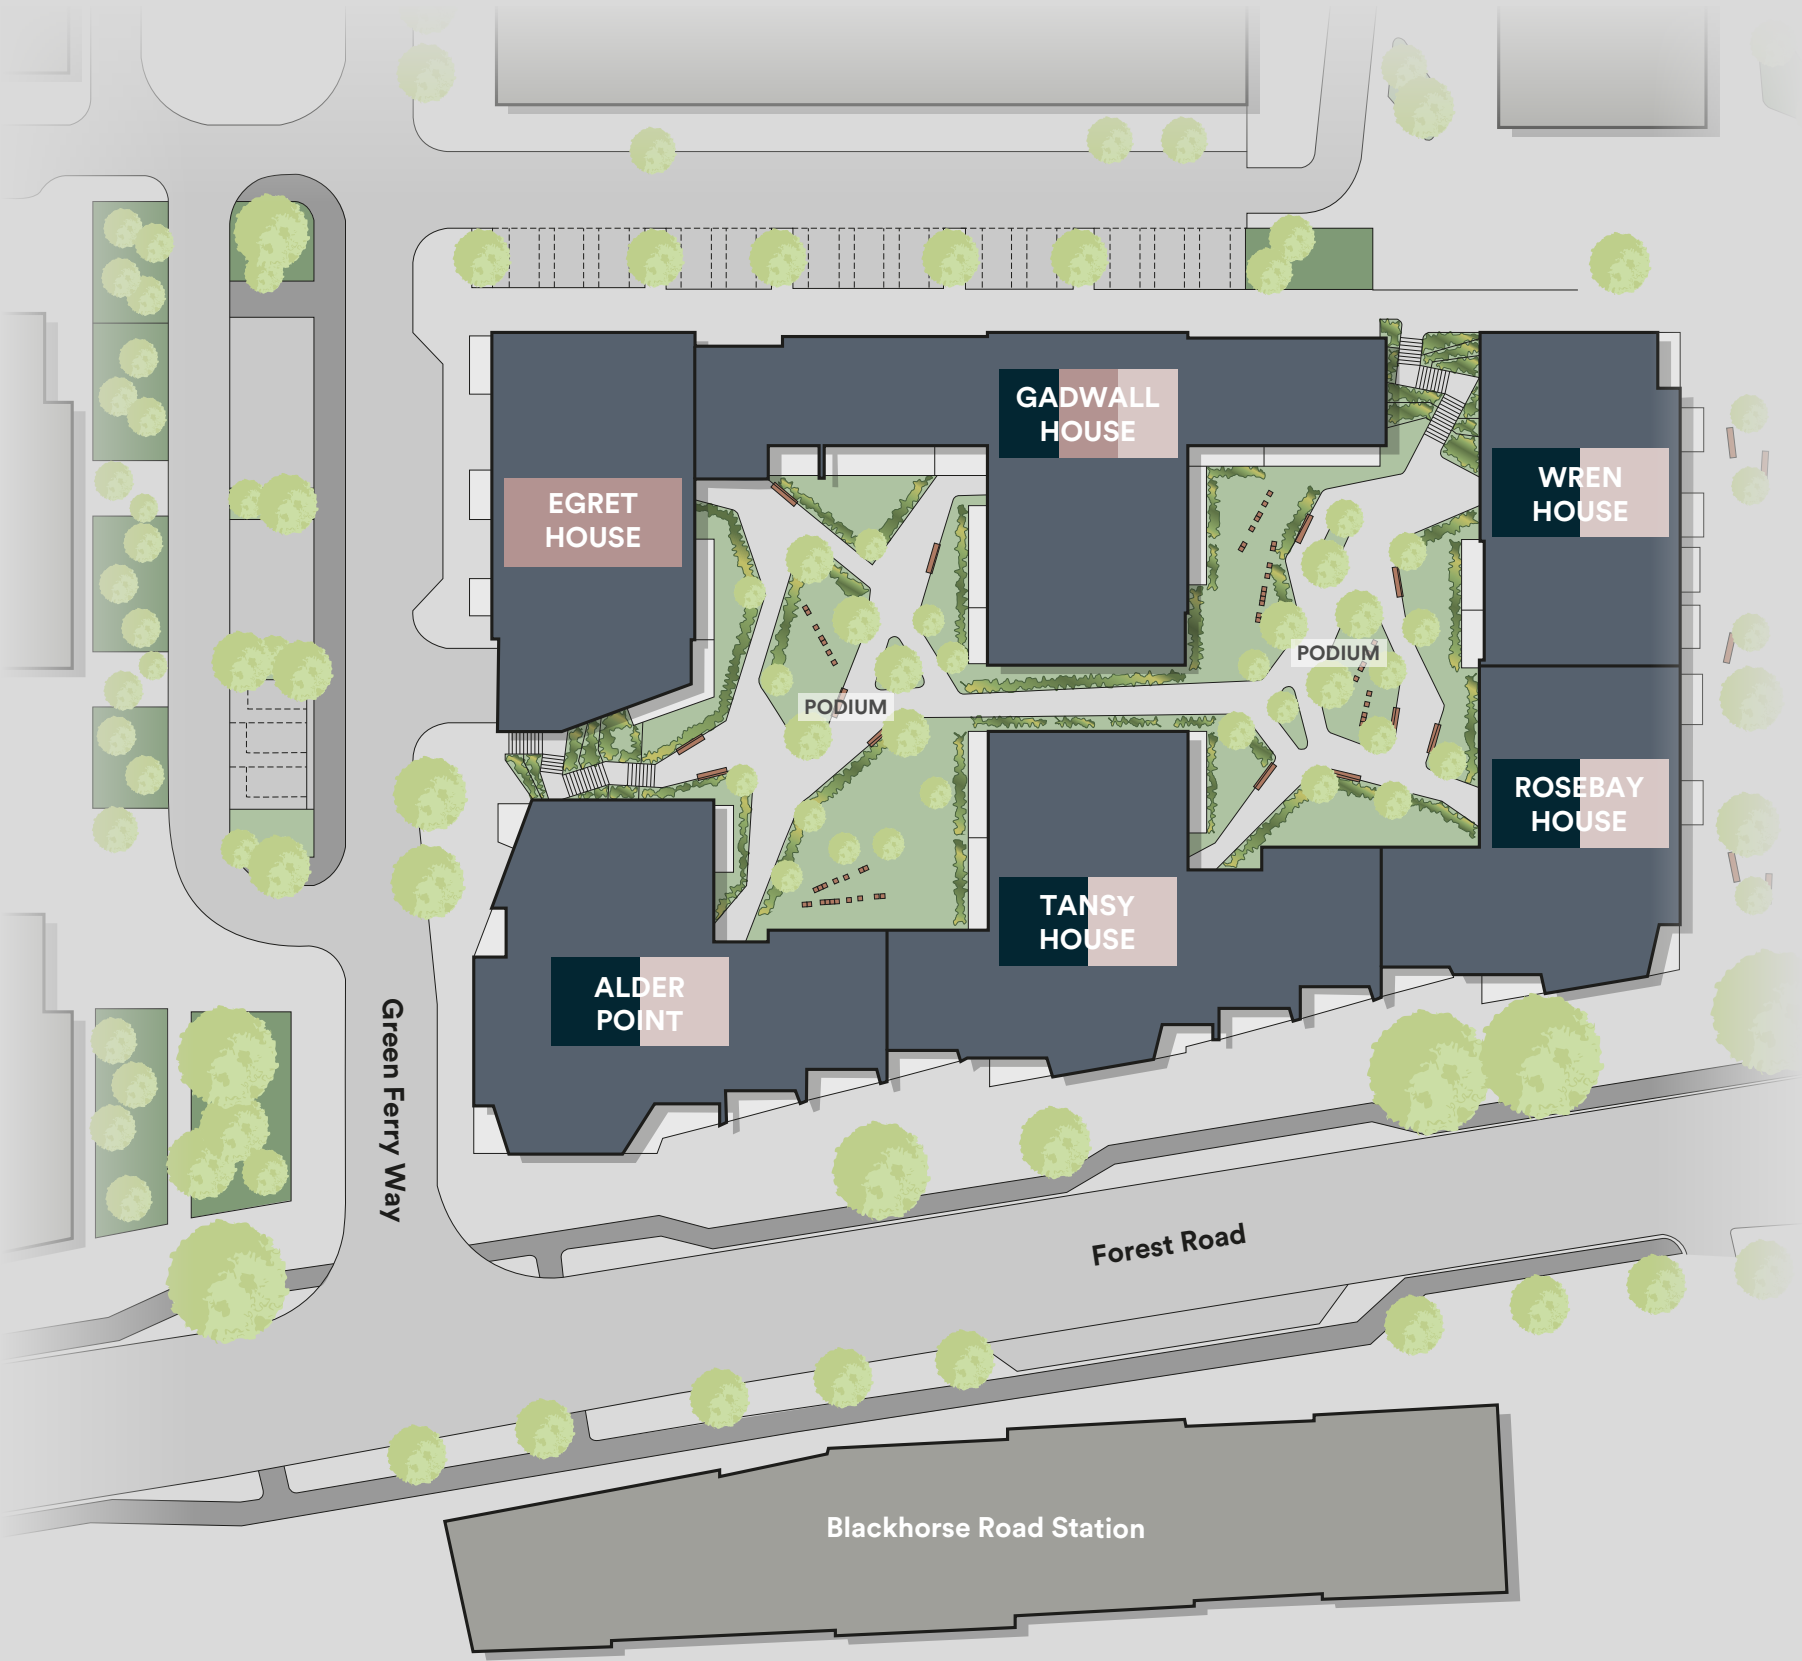 GADWALL
HOUSE
EGRET
HOUSE
WREN
HOUSE
PODIUM
PODIUM
ROSEBAY
HOUSE
TANSY
HOUSE
ALDER
POINT
Green Ferry Way
Forest Road
Blackhorse Road Station